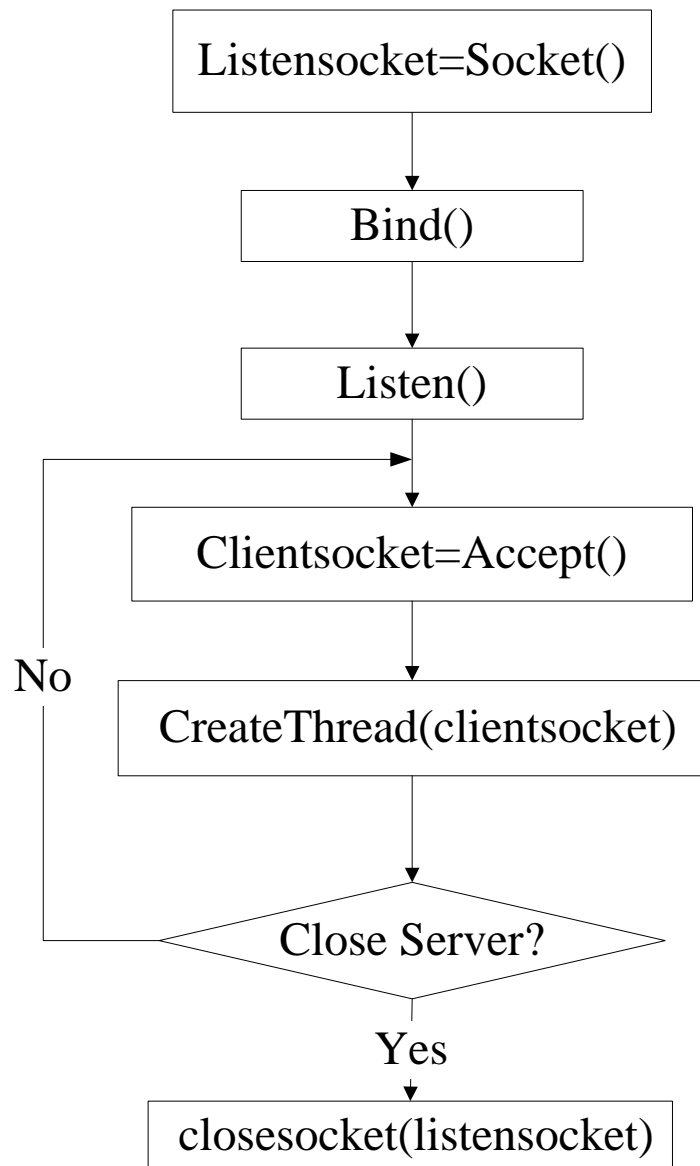 Listensocket=Socket()
Bind()
Listen()
Clientsocket=Accept()
No
CreateThread(clientsocket)
Close Server?
Yes
closesocket(listensocket)